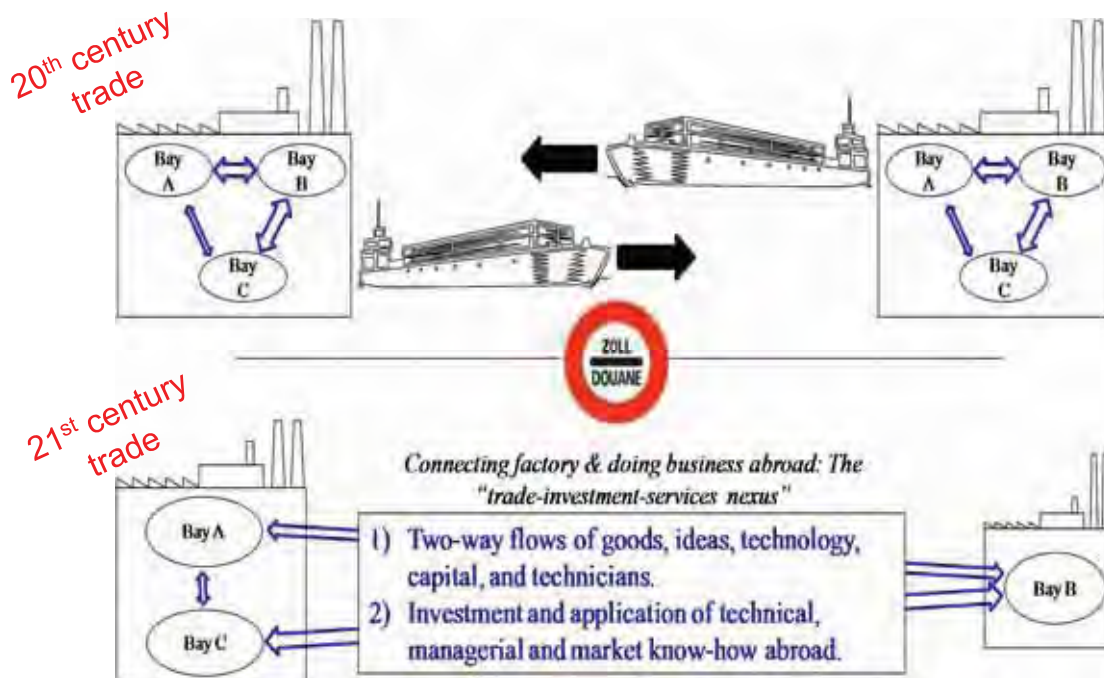 20th century
trade
Bay
A
Bay
B
Bay
C
Bay
A
Bay
B
Bay
C
ZOLL
DOUANE
21st century
trade
Connecting factory & doing business abroad: The
"trade-investment-services nexus"
Bay A
Bay C
1) Two-way flows of goods, ideas, technology,
capital, and technicians.
2) Investment and application of technical,
managerial and market know-how abroad.
Bay B